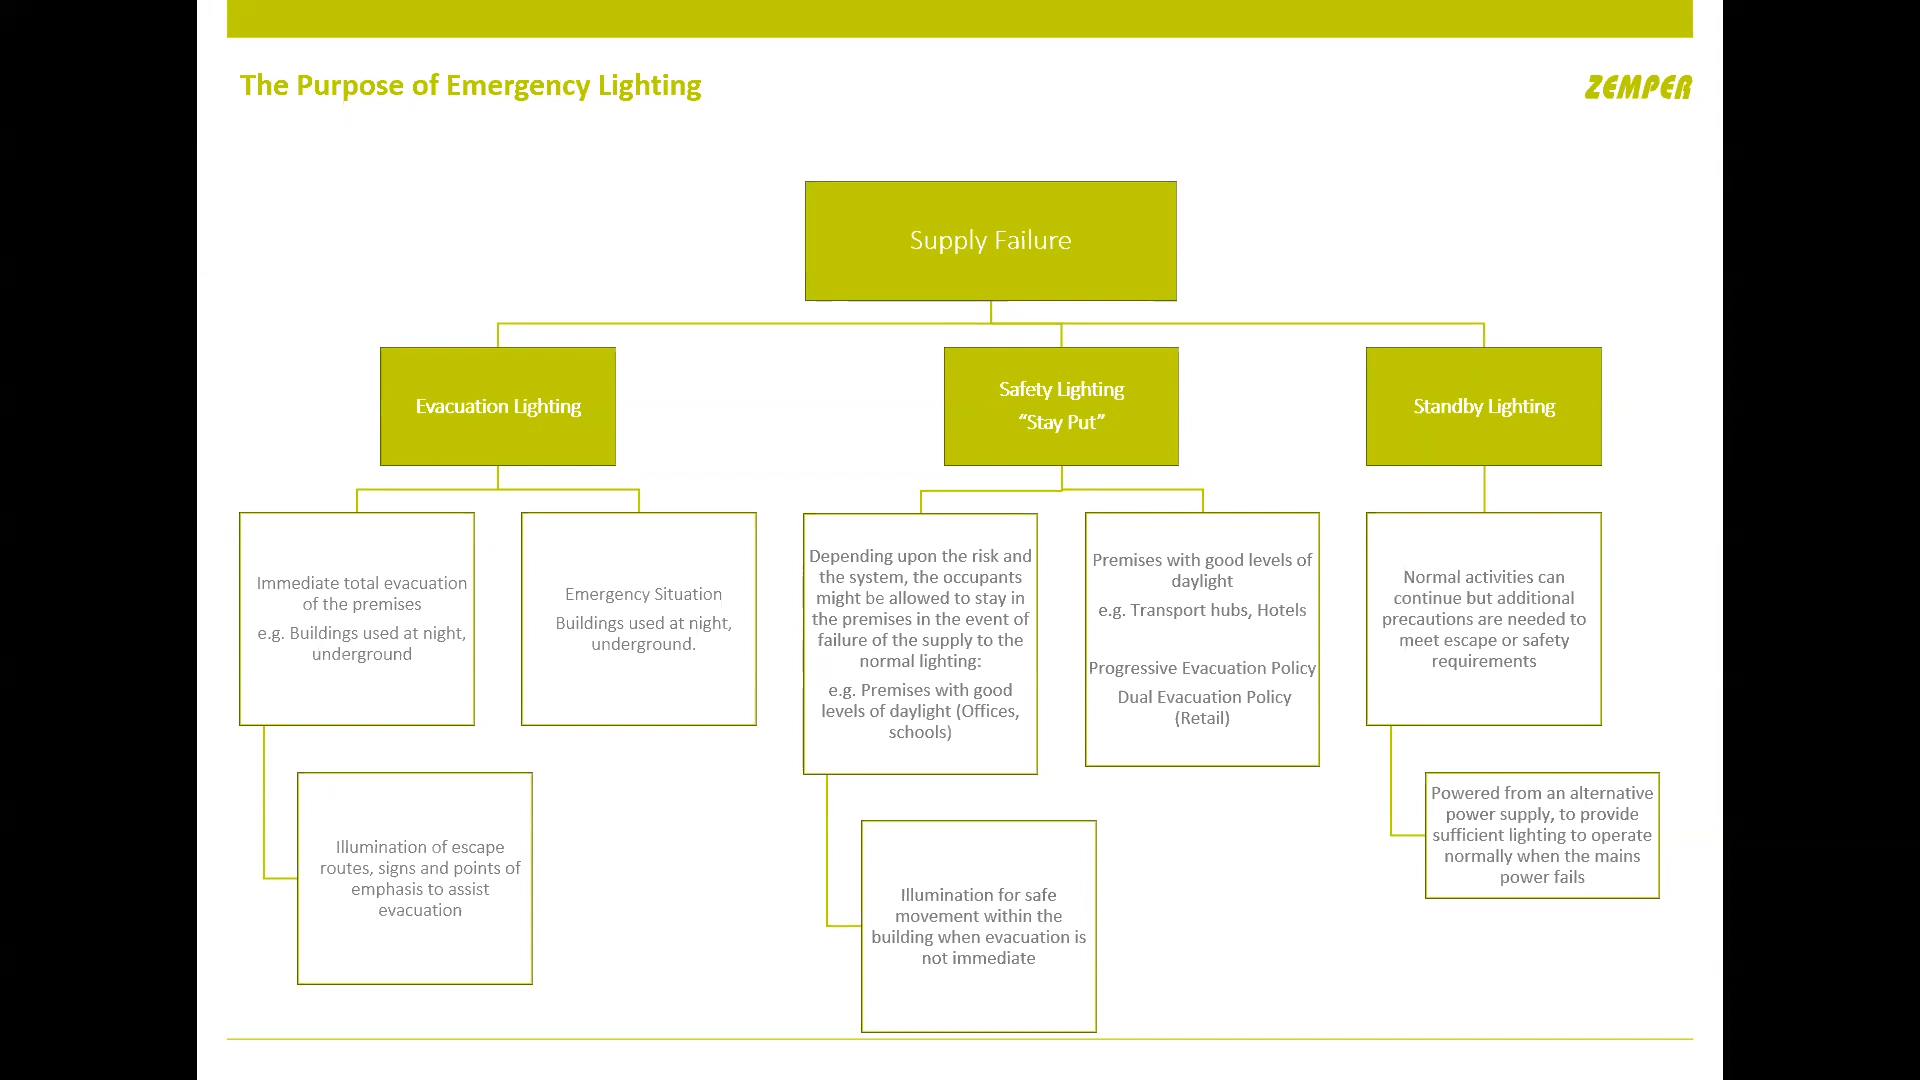 The Purpose of Emergency Lighting
ZEMPER
Supply Failure
Evacuation Lighting
Safety Lighting
“Stay Put”
Standby Lighting
Immediate total evacuation
of the premises
e.g. Buildings used at night,
underground
Emergency Situation
Buildings used at night,
underground.
Depending upon the risk and
the system, the occupants
might be allowed to stay in
the premises in the event of
failure of the supply to the
normal lighting:
e.g. Premises with good
levels of daylight (Offices,
schools)
Premises with good levels of
daylight
e.g. Transport hubs, Hotels
Progressive Evacuation Policy
Dual Evacuation Policy
(Retail)
Normal activities can
continue but additional
precautions are needed to
meet escape or safety
requirements
Illumination of escape
routes, signs and points of
emphasis to assist
evacuation
Illumination for safe
movement within the
building when evacuation is
not immediate
Powered from an alternative
power supply, to provide
sufficient lighting to operate
normally when the mains
power fails